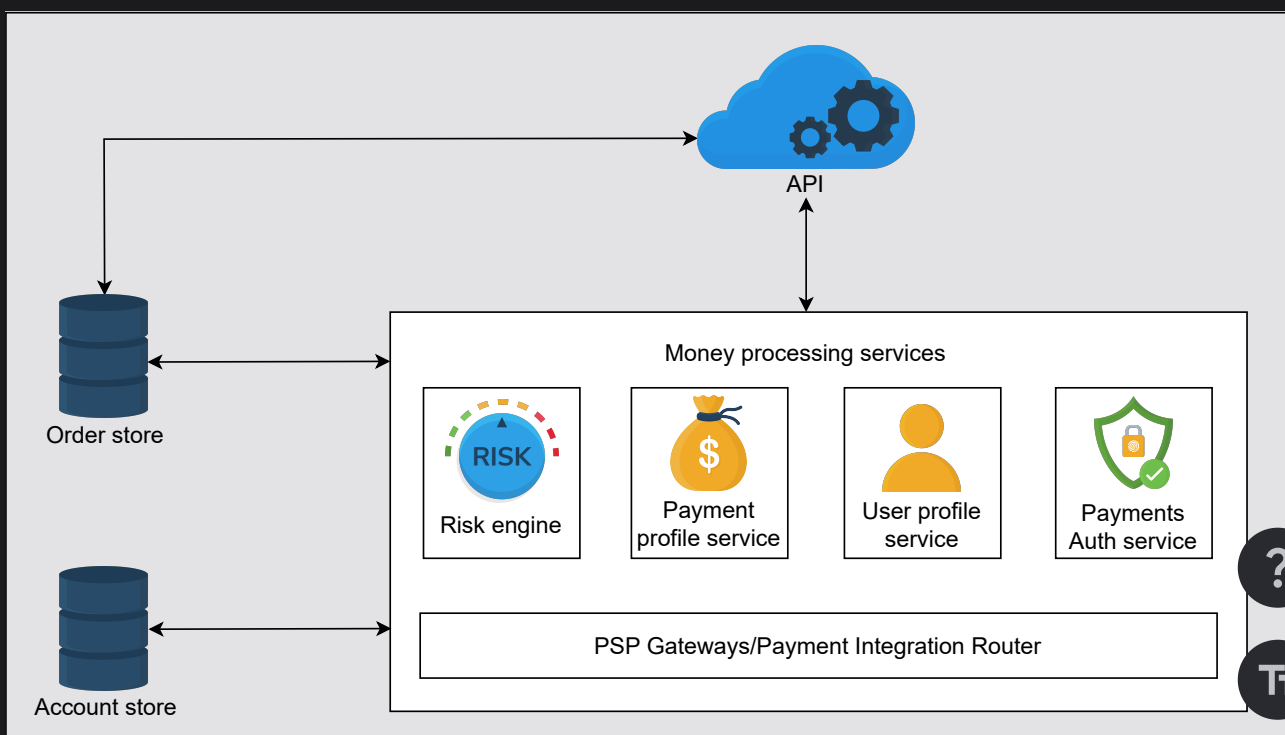 API
Order store
Money processing services
RISK
Risk engine
$
Payment
profile service
User profile
service
Payments
Auth service
?
PSP Gateways/Payment Integration Router
Account store